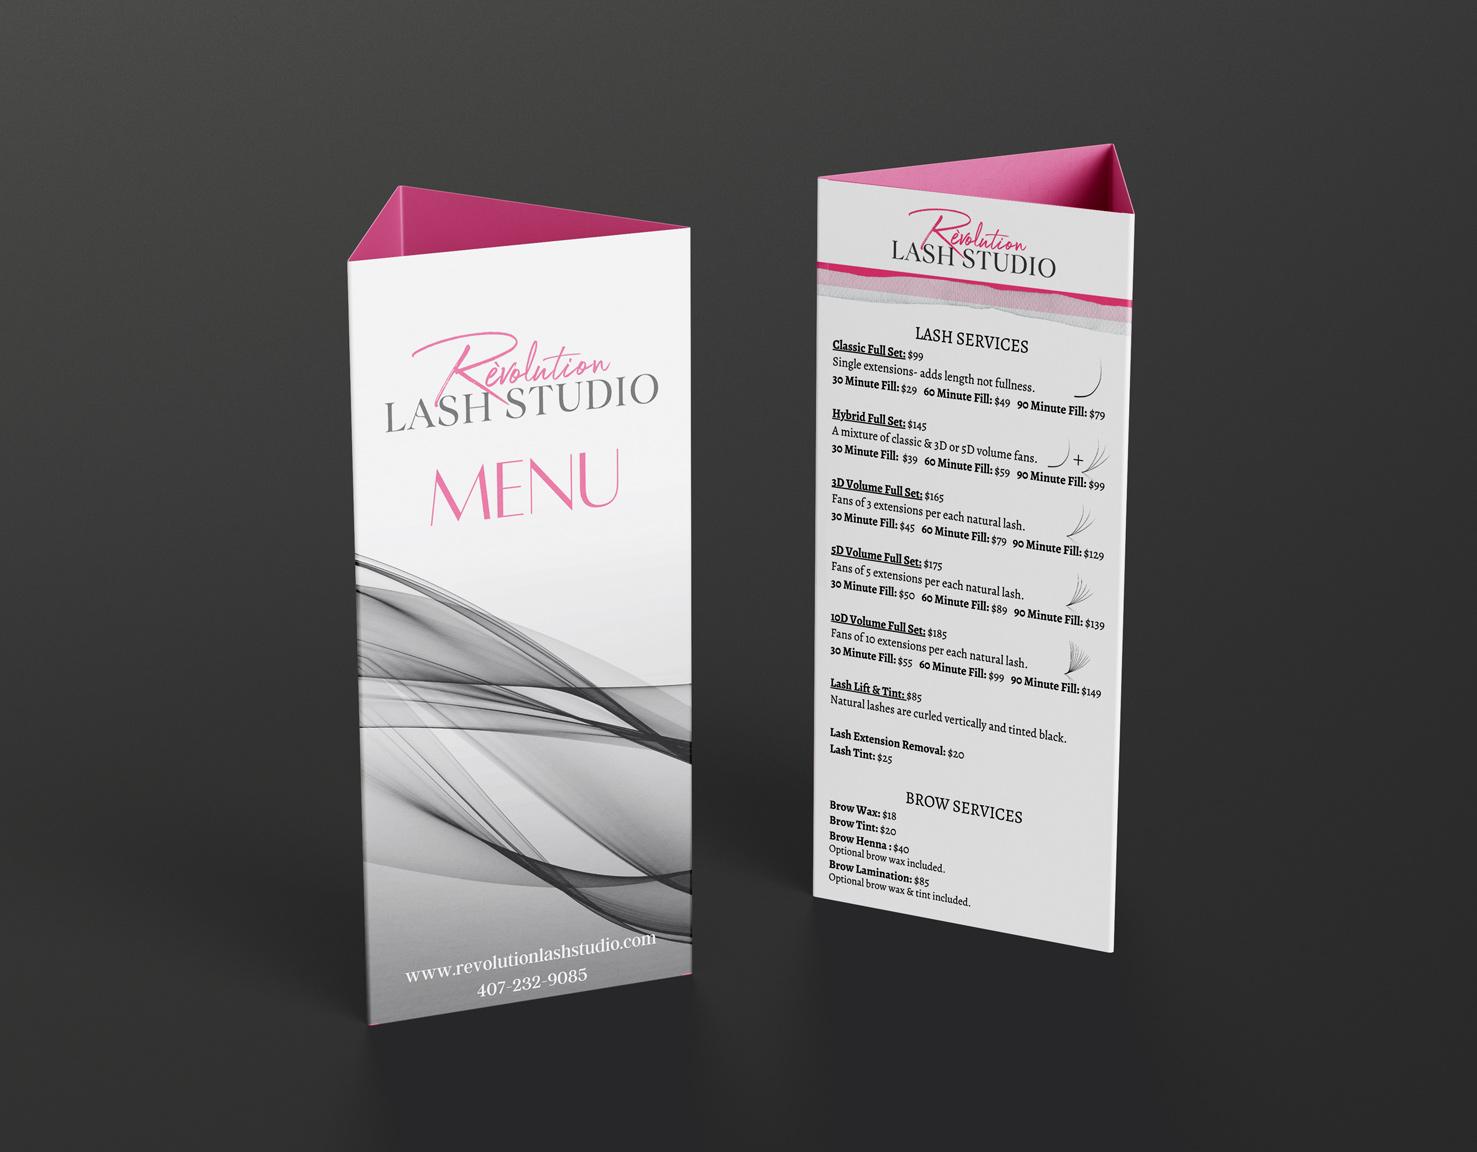 Rèvolution
LASH STUDIO
MENU
www.revolutionlashstudio.com
407-232-9085
Rèvolution
LASH STUDIO
LASH SERVICES
Classic Full Set: $99
Single extensions- adds length not fullness.
30 Minute Fill: $29 60 Minute Fill: $49 90 Minute Fill: $79
Hybrid Full Set: $145
A mixture of classic & 3D or 5D volume fans.
+
30 Minute Fill: $39 60 Minute Fill: $59 90 Minute Fill: $99
3D Volume Full Set: $165
Fans of 3 extensions per each natural lash.
30 Minute Fill: $45 60 Minute Fill: $79 90 Minute Fill: $129
5D Volume Full Set: $175
Fans of 5 extensions per each natural lash.
30 Minute Fill: $50 60 Minute Fill: $89 90 Minute Fill: $139
10D Volume Full Set: $185
Fans of 10 extensions per each natural lash.
30 Minute Fill: $55 60 Minute Fill: $99 90 Minute Fill: $149
Lash Lift & Tint: $85
Natural lashes are curled vertically and tinted black.
Lash Extension Removal: $20
Lash Tint: $25
BROW SERVICES
Brow Wax: $18
Brow Tint: $20
Brow Henna : $40
Optional brow wax included.
Brow Lamination: $85
Optional brow wax & tint included.